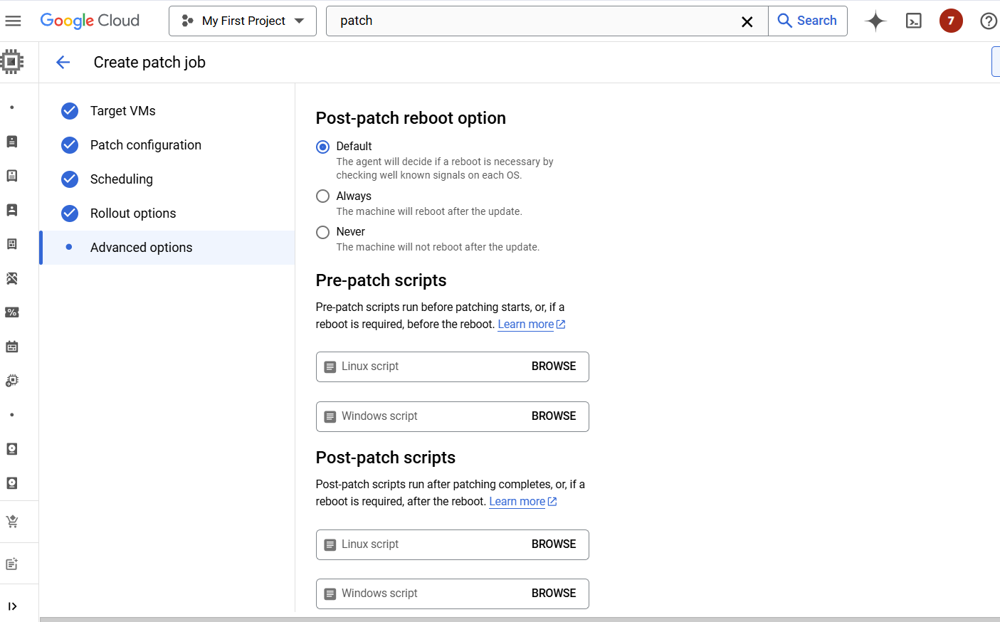 Google Cloud
My First Project
patch
Search
7
Create patch job
Target VMs
Patch configuration
Scheduling
Rollout options
Advanced options
Post-patch reboot option
Default
The agent will decide if a reboot is necessary by
checking well known signals on each OS.
Always
The machine will reboot after the update.
Never
The machine will not reboot after the update.
Pre-patch scripts
Pre-patch scripts run before patching starts, or, if a
reboot is required, before the reboot. Learn more
Linux script BROWSE
Windows script BROWSE
Post-patch scripts
Post-patch scripts run after patching completes, or, if a
reboot is required, after the reboot. Learn more
Linux script BROWSE
Windows script BROWSE